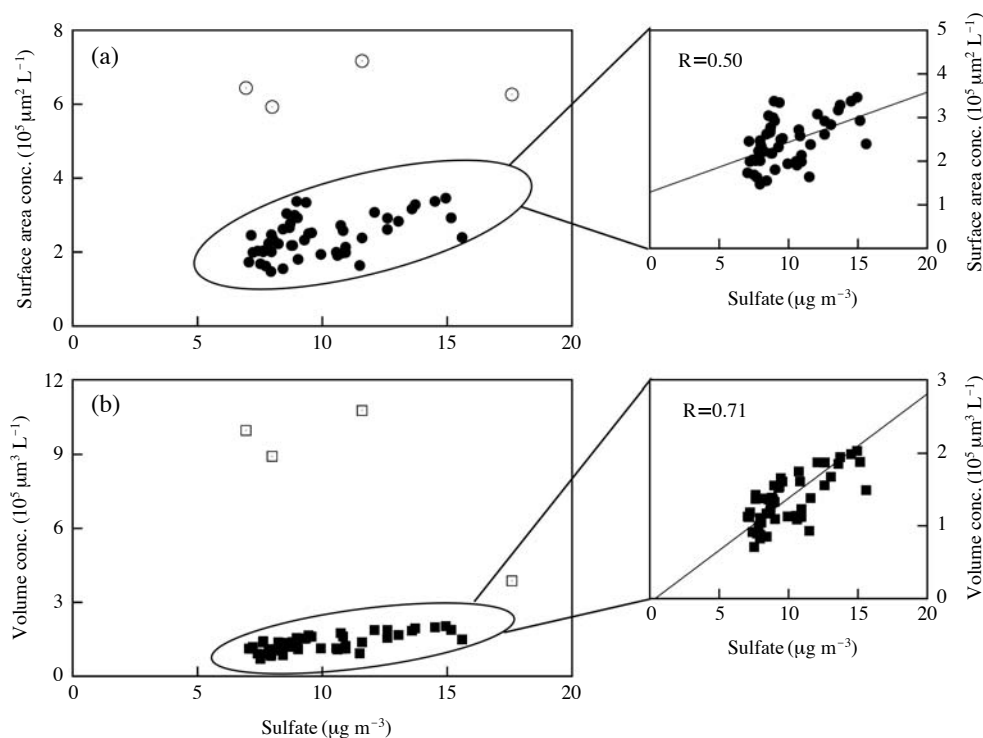 (a)
Surface area conc. (10⁵ μm² L⁻¹)
8
6
4
2
0
0 5 10 15 20
R=0.50
5
4
3
2
1
0
Surface area conc. (10⁵ μm² L⁻¹)
0 5 10 15 20
Sulfate (μg m⁻³)
(b)
Volume conc. (10⁵ μm³ L⁻¹)
12
9
6
3
0
0 5 10 15 20
Sulfate (μg m⁻³)
R=0.71
3
2
1
0
Volume conc. (10⁵ μm³ L⁻¹)
0 5 10 15 20
Sulfate (μg m⁻³)